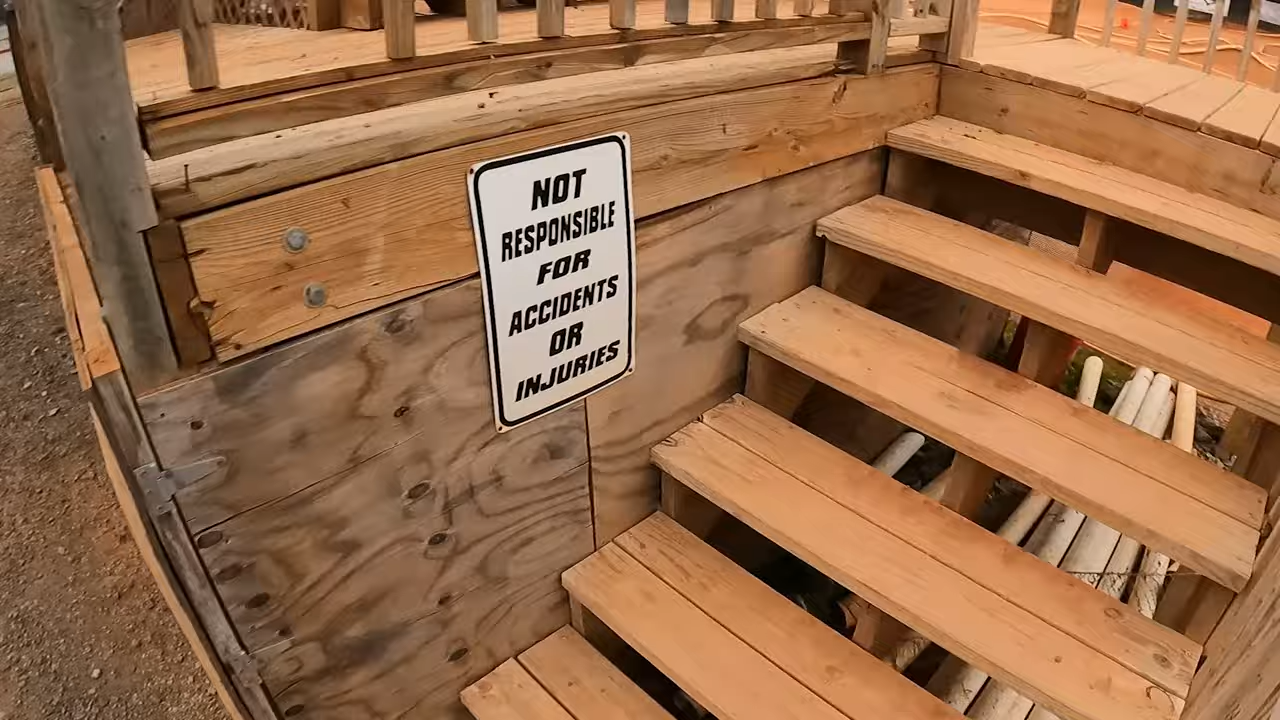 NOT
RESPONSIBLE
FOR
ACCIDENTS
OR
INJURIES